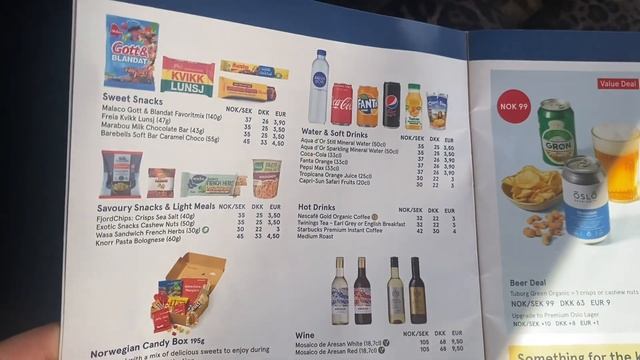 Gott&
BLANDAT
KVIKK
LUNSJ
Sweet Snacks NOK/SEK DKK EUR
Malaco Gott & Blandat Favoritmix (140g) 37 26 3,90
Freia Kvikk Lunsj (47g) 35 25 3,50
Marabou Milk Chocolate Bar (43g) 35 25 3,50
Barebells Soft Bar Caramel Choco (55g) 45 33 4,50
Savoury Snacks & Light Meals NOK/SEK DKK EUR
FjordChips: Crisps Sea Salt (40g) 35 25 3,50
Exotic Snacks Cashew Nuts (50g) 35 25 3,50
Wasa Sandwich French Herbs (30g) 30 22 3
Knorr Pasta Bolognese (60g) 45 33 4,50
Norwegian Candy Box 195g
with a mix of delicious sweets to enjoy during
Coca-Cola
FANTA
Water & Soft Drinks NOK/SEK DKK EUR
Aqua d'Or Still Mineral Water (50cl) 35 25 3,50
Aqua d'Or Sparkling Mineral Water (50cl) 35 25 3,50
Coca-Cola (33cl) 37 26 3,90
Fanta Orange (33cl) 37 26 3,90
Pepsi Max (33cl) 37 26 3,90
Tropicana Orange Juice (25cl) 30 22 3
Capri-Sun Safari Fruits (20cl) 30 22 3
Hot Drinks NOK/SEK DKK EUR
Nescafé Gold Organic Coffee 32 22 3
Twinings Tea - Earl Grey or English Breakfast 32 22 3
Starbucks Premium Instant Coffee 42 30 4
Medium Roast
Wine NOK/SEK DKK EUR
Mosaico de Aresan White (18,7cl) V 105 68 9,50
Mosaico de Aresan Red (18,7cl) V 105 68 9,50
Value Deal
NOK 99
GRØN
OSLO
Beer Deal
Tuborg Green Organic + 1 crisps or cashew nuts
NOK/SEK 99 DKK 63 EUR 9
Upgrade to Premium Oslo Lager
NOK/SEK +10 DKK +8 EUR +1
Something for the